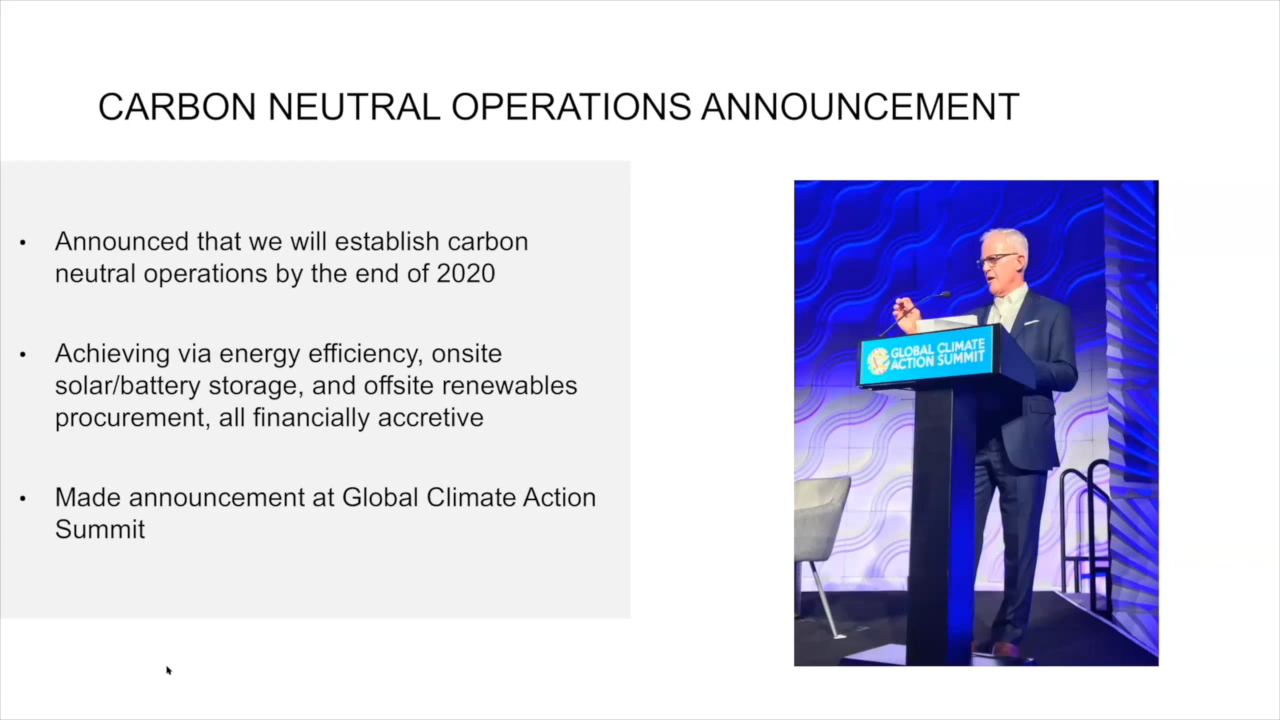 CARBON NEUTRAL OPERATIONS ANNOUNCEMENT
• Announced that we will establish carbon
neutral operations by the end of 2020
• Achieving via energy efficiency, onsite
solar/battery storage, and offsite renewables
procurement, all financially accretive
• Made announcement at Global Climate Action
Summit
GLOBAL CLIMATE
ACTION SUMMIT